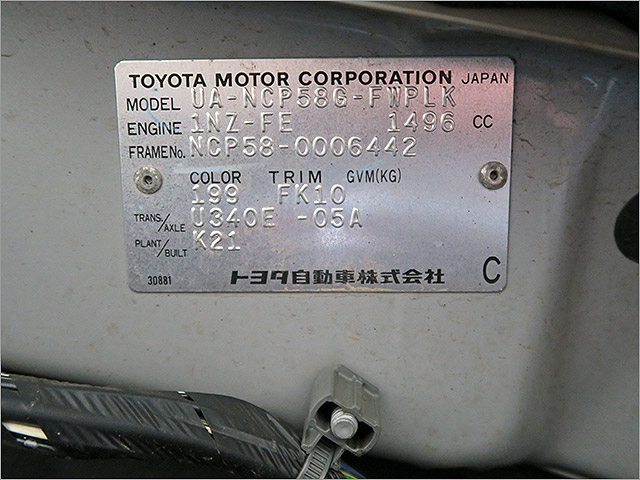 TOYOTA MOTOR CORPORATION JAPAN
MODEL UA-NCP58G-FWPLK
ENGINE 1NZ-FE 1496 CC
FRAME No. NCP58-0006442
COLOR TRIM GVM(KG)
199 FK10
TRANS./AXLE U340E -05A
PLANT/BUILT K21
30881 トヨタ自動車株式会社 C